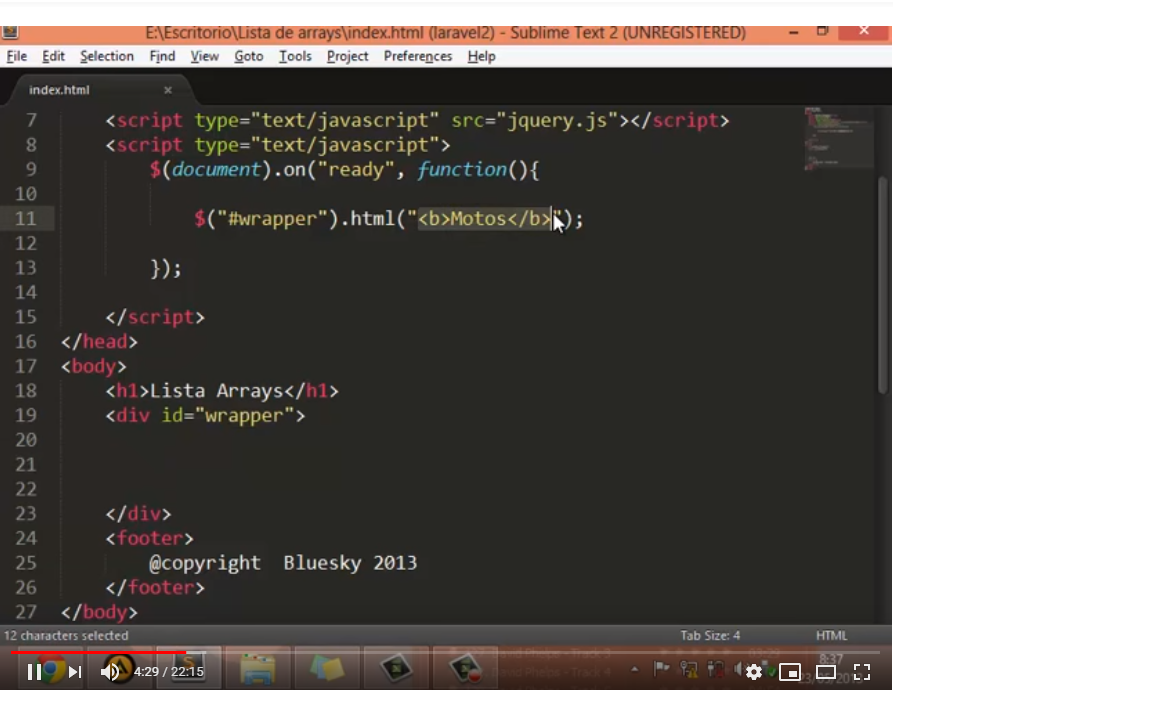 E:\Escritorio\Lista de arrays\index.html (laravel2) - Sublime Text 2 (UNREGISTERED)
File Edit Selection Find View Goto Tools Project Preferences Help
index.html
7 <script type="text/javascript" src="jquery.js"></script>
8 <script type="text/javascript">
9 $(document).on("ready", function(){
10
11 $("#wrapper").html("<b>Motos</b>");
12
13 });
14
15 </script>
16 </head>
17 <body>
18 <h1>Lista Arrays</h1>
19 <div id="wrapper">
20
21
22
23 </div>
24 <footer>
25 @copyright  Bluesky 2013
26 </footer>
27 </body>
12 characters selected Tab Size: 4 HTML
4:29 / 22:15 8:37